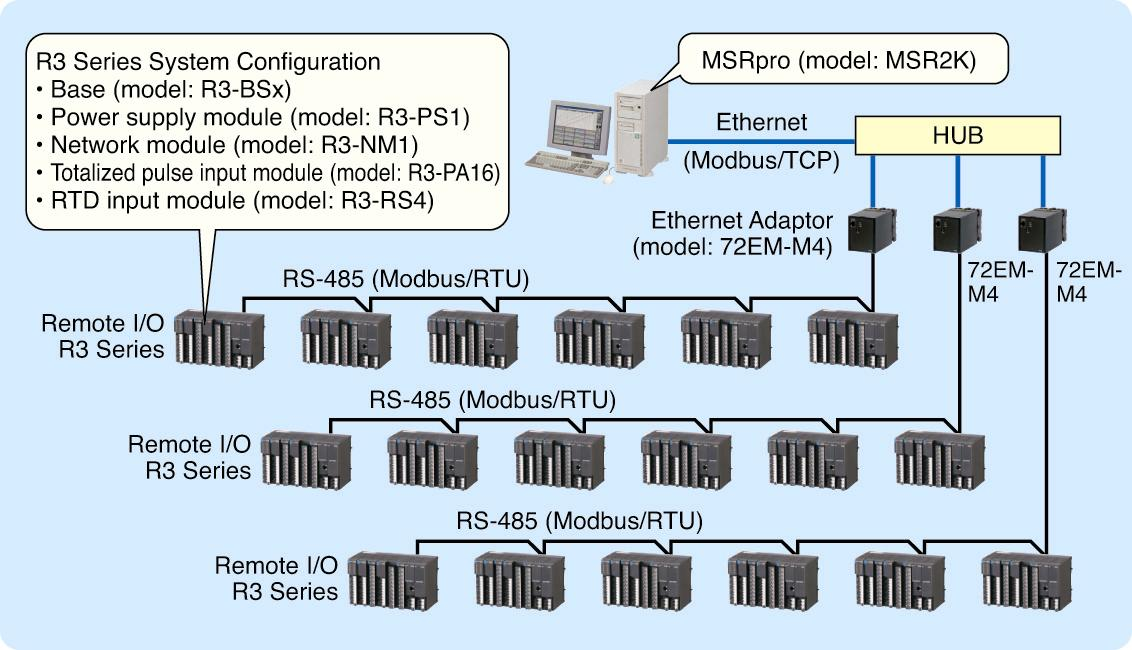 R3 Series System Configuration
• Base (model: R3-BSx)
• Power supply module (model: R3-PS1)
• Network module (model: R3-NM1)
• Totalized pulse input module (model: R3-PA16)
• RTD input module (model: R3-RS4)
MSRpro (model: MSR2K)
Ethernet
(Modbus/TCP)
HUB
Ethernet Adaptor
(model: 72EM-M4)
72EM-
M4
72EM-
M4
RS-485 (Modbus/RTU)
Remote I/O
R3 Series
RS-485 (Modbus/RTU)
Remote I/O
R3 Series
RS-485 (Modbus/RTU)
Remote I/O
R3 Series